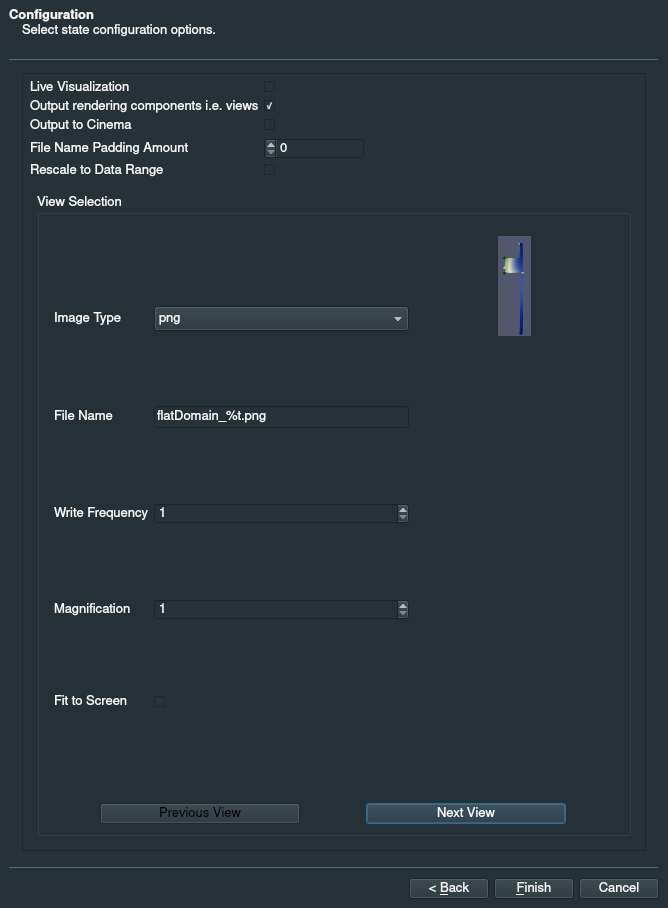 Configuration
Select state configuration options.
Live Visualization
Output rendering components i.e. views
Output to Cinema
File Name Padding Amount 0
Rescale to Data Range
View Selection
Image Type png
File Name flatDomain_%t.png
Write Frequency 1
Magnification 1
Fit to Screen
Previous View Next View
< Back Finish Cancel